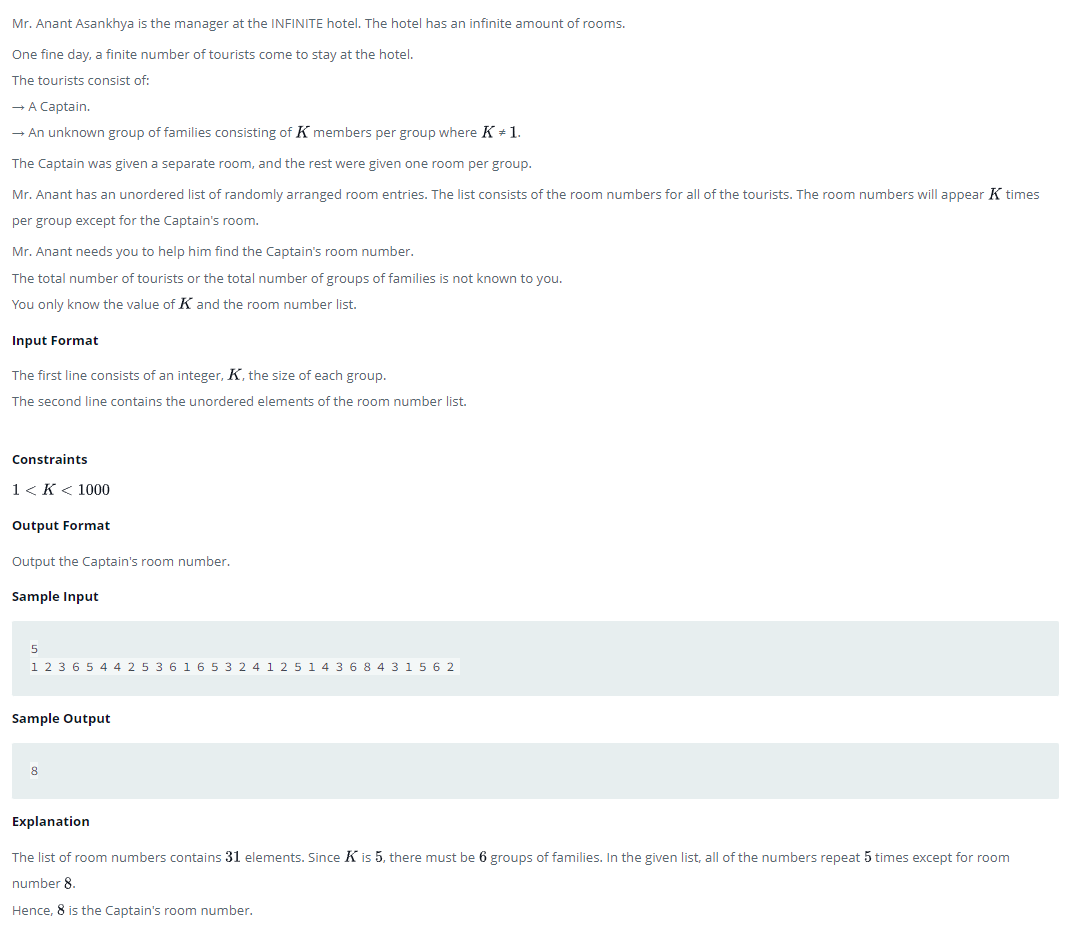 Mr. Anant Asankhya is the manager at the INFINITE hotel. The hotel has an infinite amount of rooms.
One fine day, a finite number of tourists come to stay at the hotel.
The tourists consist of:
→ A Captain.
→ An unknown group of families consisting of K members per group where K ≠ 1.
The Captain was given a separate room, and the rest were given one room per group.
Mr. Anant has an unordered list of randomly arranged room entries. The list consists of the room numbers for all of the tourists. The room numbers will appear K times
per group except for the Captain's room.
Mr. Anant needs you to help him find the Captain's room number.
The total number of tourists or the total number of groups of families is not known to you.
You only know the value of K and the room number list.
Input Format
The first line consists of an integer, K, the size of each group.
The second line contains the unordered elements of the room number list.
Constraints
1 < K < 1000
Output Format
Output the Captain's room number.
Sample Input
5
1 2 3 6 5 4 4 2 5 3 6 1 6 5 3 2 4 1 2 5 1 4 3 6 8 4 3 1 5 6 2
Sample Output
8
Explanation
The list of room numbers contains 31 elements. Since K is 5, there must be 6 groups of families. In the given list, all of the numbers repeat 5 times except for room
number 8.
Hence, 8 is the Captain's room number.